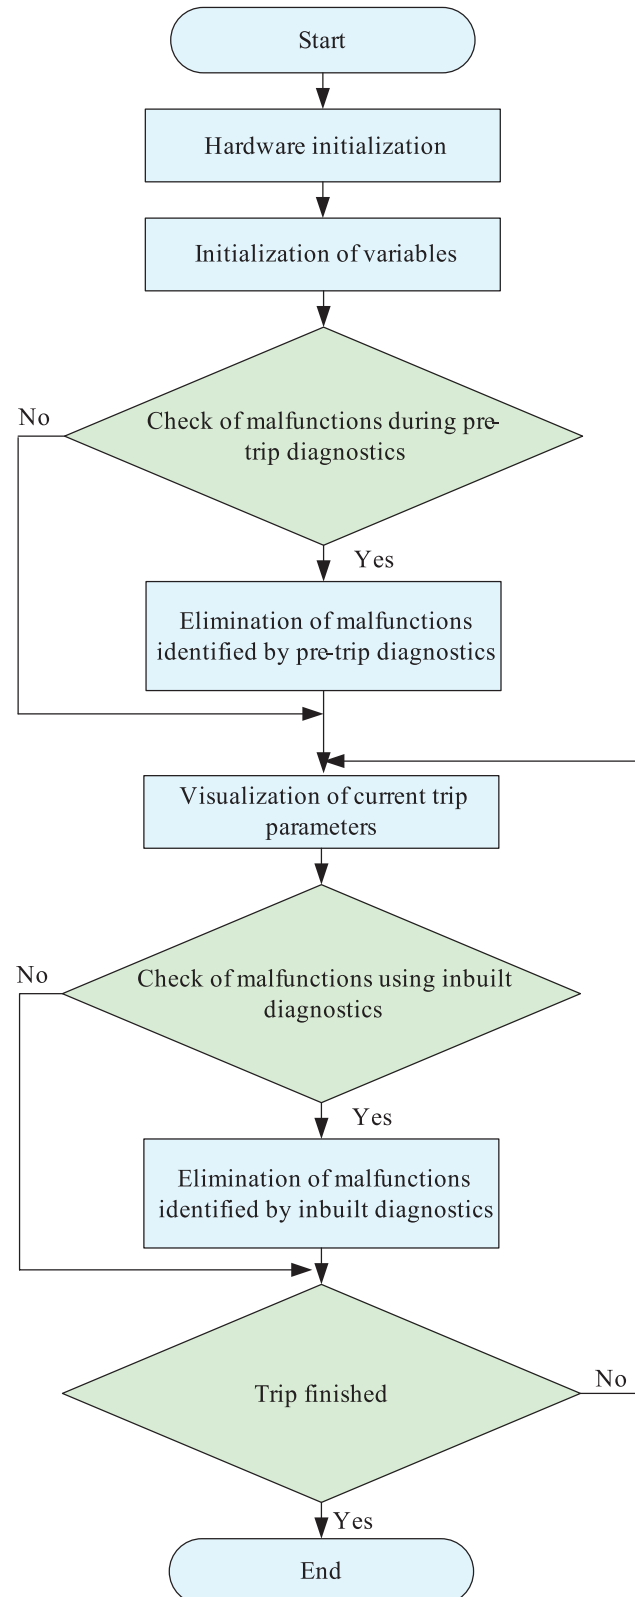 Start
Hardware initialization
Initialization of variables
No
Check of malfunctions during pre-
trip diagnostics
Yes
Elimination of malfunctions
identified by pre-trip diagnostics
Visualization of current trip
parameters
No
Check of malfunctions using inbuilt
diagnostics
Yes
Elimination of malfunctions
identified by inbuilt diagnostics
Trip finished
No
Yes
End